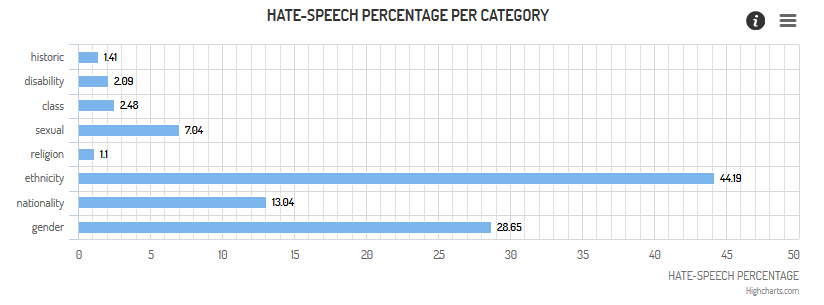 HATE-SPEECH PERCENTAGE PER CATEGORY
i
historic 1.41
disability 2.09
class 2.48
sexual 7.04
religion 1.1
ethnicity 44.19
nationality 13.04
gender 28.65
0 5 10 15 20 25 30 35 40 45 50
HATE-SPEECH PERCENTAGE
Highcharts.com